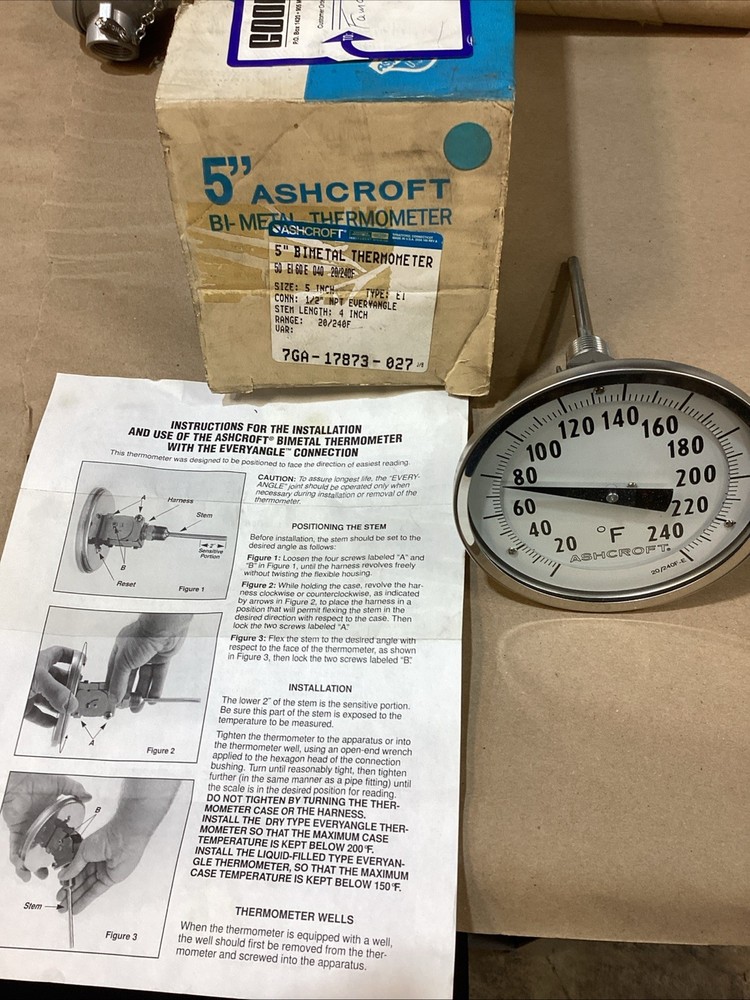 GOOD
P.O. Box 1420 • 905
Customer Order
TO:
5” ASHCROFT
BI-METAL THERMOMETER
ASHCROFT
5" BIMETAL THERMOMETER
50 EI 60 E 040 20/240F
SIZE: 5 INCH TYPE: EI
CONN: 1/2" NPT EVERYANGLE
STEM LENGTH: 4 INCH
RANGE: 20/240F
VAR:
7GA-17873-027
INSTRUCTIONS FOR THE INSTALLATION
AND USE OF THE ASHCROFT® BIMETAL THERMOMETER
WITH THE EVERYANGLE™ CONNECTION
This thermometer was designed to be positioned to face the direction of easiest reading.
A
Harness
Stem
2"
Sensitive
Portion
B
Reset
Figure 1
A
Figure 2
B
Stem
Figure 3
CAUTION: To assure longest life, the "EVERY-
ANGLE" joint should be operated only when
necessary during installation or removal of the
thermometer.
POSITIONING THE STEM
Before installation, the stem should be set to the
desired angle as follows:
Figure 1: Loosen the four screws labeled "A" and
"B" in Figure 1, until the harness revolves freely
without twisting the flexible housing.
Figure 2: While holding the case, revolve the har-
ness clockwise or counterclockwise, as indicated
by arrows in Figure 2, to place the harness in a
position that will permit flexing the stem in the
desired direction with respect to the case. Then
lock the two screws labeled "A."
Figure 3: Flex the stem to the desired angle with
respect to the face of the thermometer, as shown
in Figure 3, then lock the two screws labeled "B."
INSTALLATION
The lower 2" of the stem is the sensitive portion.
Be sure this part of the stem is exposed to the
temperature to be measured.
Tighten the thermometer to the apparatus or into
the thermometer well, using an open-end wrench
applied to the hexagon head of the connection
bushing. Turn until reasonably tight, then tighten
further (in the same manner as a pipe fitting) until
the scale is in the desired position for reading.
DO NOT TIGHTEN BY TURNING THE THER-
MOMETER CASE OR THE HARNESS.
INSTALL THE DRY TYPE EVERYANGLE THER-
MOMETER SO THAT THE MAXIMUM CASE
TEMPERATURE IS KEPT BELOW 200°F.
INSTALL THE LIQUID-FILLED TYPE EVERYAN-
GLE THERMOMETER, SO THAT THE MAXIMUM
CASE TEMPERATURE IS KEPT BELOW 150°F.
THERMOMETER WELLS
When the thermometer is equipped with a well,
the well should first be removed from the ther-
mometer and screwed into the apparatus.
20 40 60 80 100 120 140 160 180 200 220 240
°F
ASHCROFT®
20/240F-E